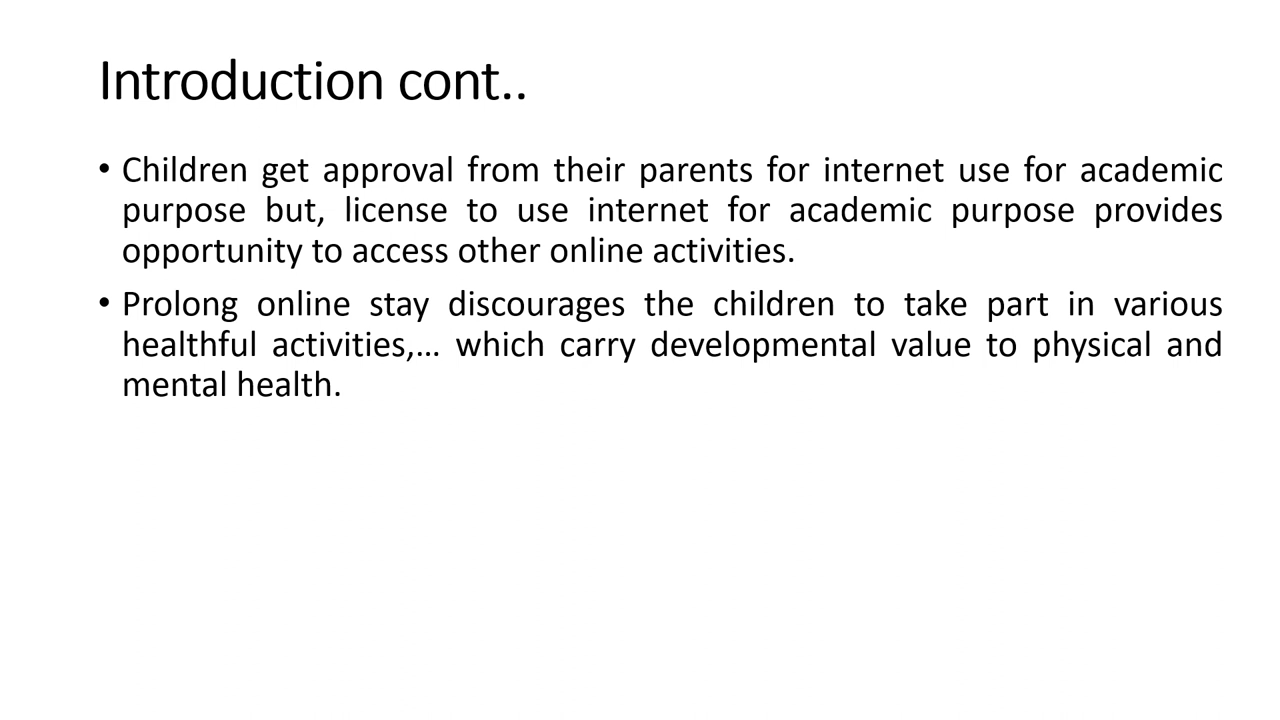 Introduction cont..
• Children get approval from their parents for internet use for academic
purpose but, license to use internet for academic purpose provides
opportunity to access other online activities.
• Prolong online stay discourages the children to take part in various
healthful activities,... which carry developmental value to physical and
mental health.